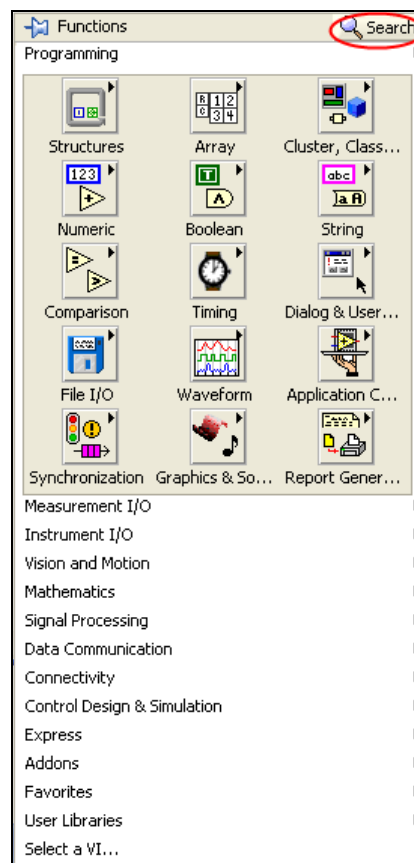 Functions Search
Programming
Structures Array Cluster, Class...
123 T abc
Numeric Boolean String
Comparison Timing Dialog & User...
File I/O Waveform Application C...
Synchronization Graphics & So... Report Gener...
Measurement I/O
Instrument I/O
Vision and Motion
Mathematics
Signal Processing
Data Communication
Connectivity
Control Design & Simulation
Express
Addons
Favorites
User Libraries
Select a VI...